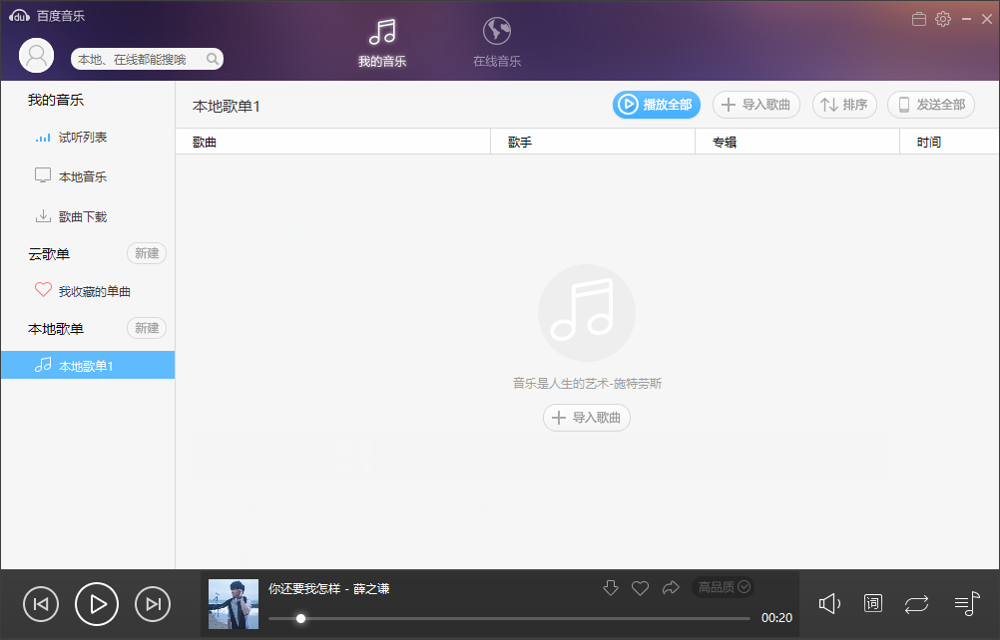 du 百度音乐
本地、在线都能搜哦
我的音乐
在线音乐
我的音乐
试听列表
本地音乐
歌曲下载
云歌单 新建
我收藏的单曲
本地歌单 新建
本地歌单1
本地歌单1
播放全部 导入歌曲 排序 发送全部
歌曲 歌手 专辑 时间
音乐是人生的艺术-施特劳斯
导入歌曲
你还要我怎样 - 薛之谦
高品质
00:20
词